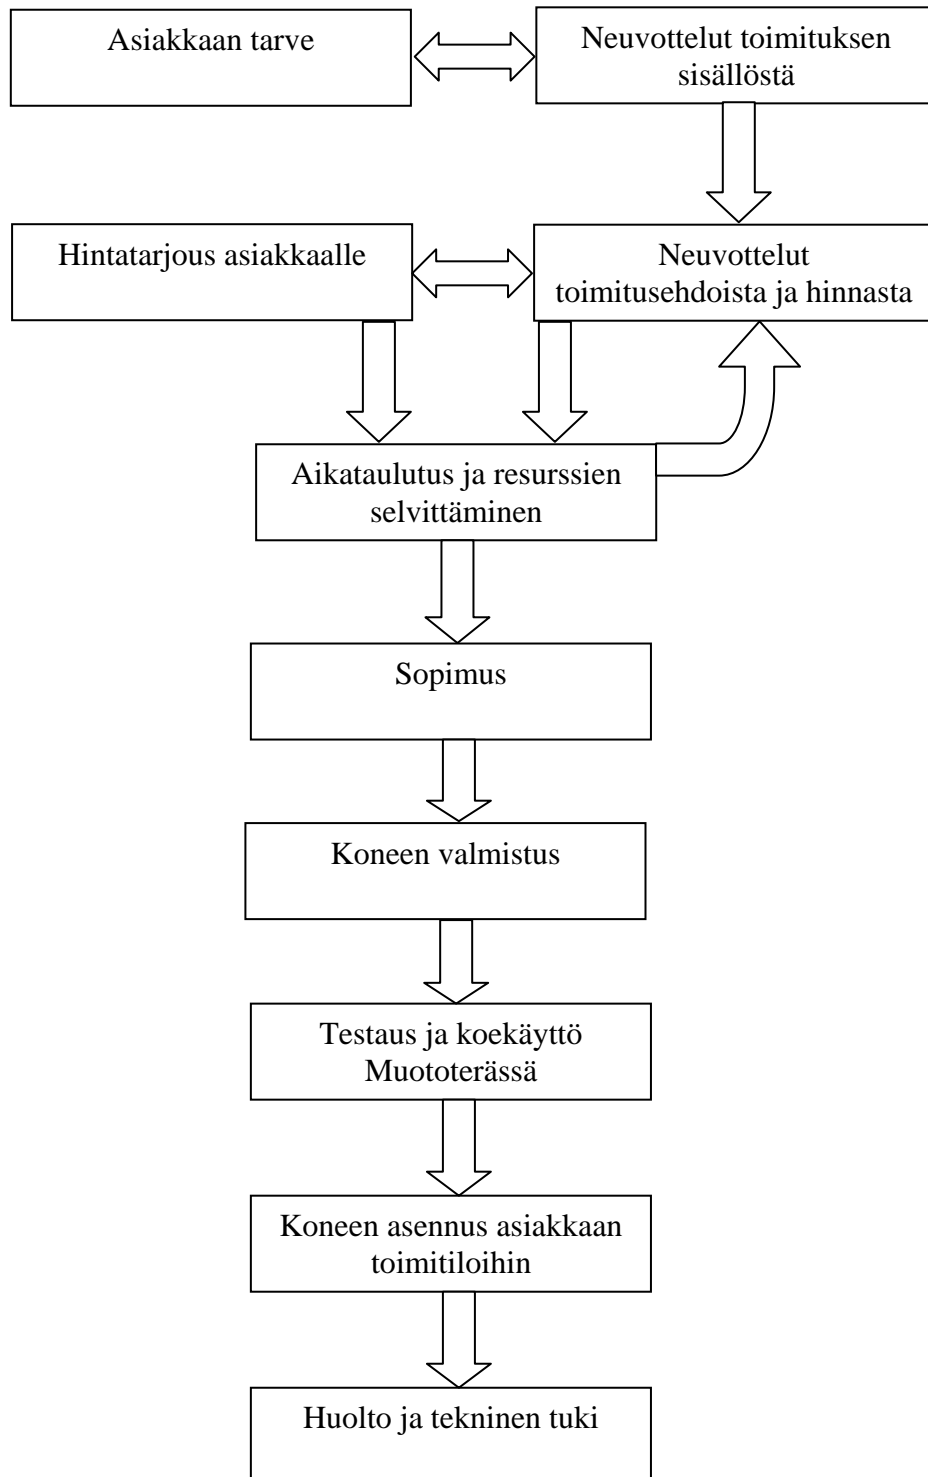 Asiakkaan tarve
Neuvottelut toimituksen
sisällöstä
Hintatarjous asiakkaalle
Neuvottelut
toimitusehdoista ja hinnasta
Aikataulutus ja resurssien
selvittäminen
Sopimus
Koneen valmistus
Testaus ja koekäyttö
Muototerässä
Koneen asennus asiakkaan
toimitiloihin
Huolto ja tekninen tuki